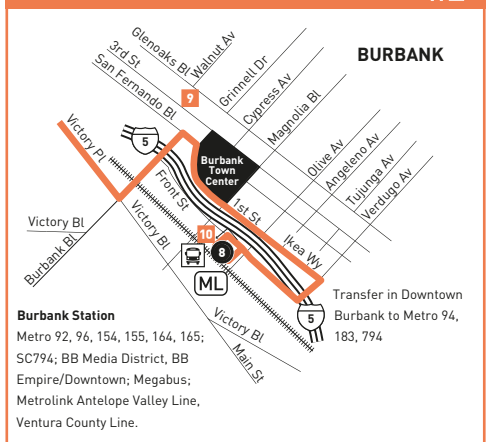 BURBANK
Glenoaks Bl
Walnut Av
3rd St
Grinnell Dr
San Fernando Bl
Cypress Av
Magnolia Bl
9
Victory Pl
5
Burbank
Town
Center
Olive Av
Angeleno Av
Tujunga Av
Verdugo Av
Front St
1st St
Victory Bl
Burbank Bl
Victory Bl
10
8
Ikea Wy
ML
5
Transfer in Downtown
Burbank to Metro 94,
183, 794
Victory Bl
Main St
Burbank Station
Metro 92, 96, 154, 155, 164, 165;
SC794; BB Media District, BB
Empire/Downtown; Megabus;
Metrolink Antelope Valley Line,
Ventura County Line.